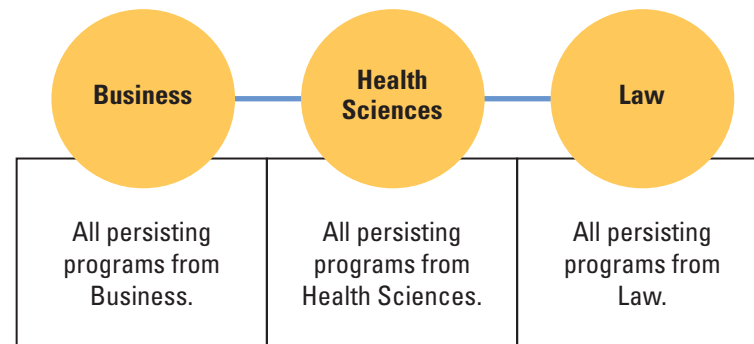 Business
Health
Sciences
Law
All persisting
programs from
Business.
All persisting
programs from
Health Sciences.
All persisting
programs from
Law.